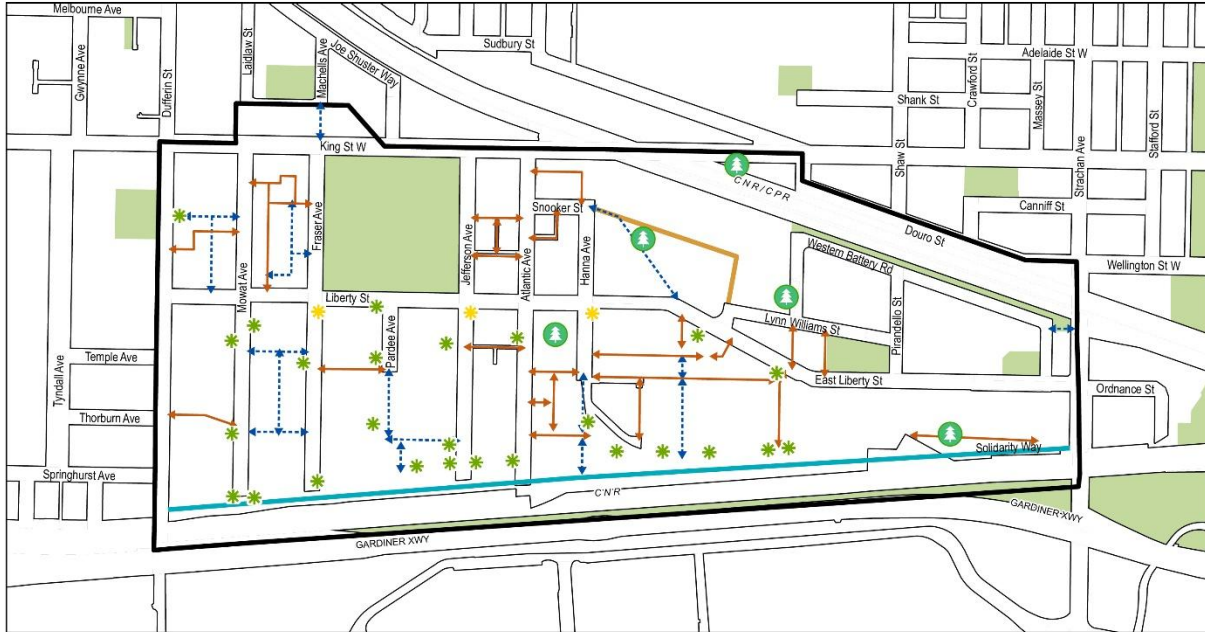 Melbourne Ave
Gwynne Ave
Dufferin St
Laidlaw St
Machells Ave
Joe Shuster Way
Sudbury St
Adelaide St W
Crawford St
Massey St
Shank St
Stafford St
Shaw St
Strachan Ave
King St W
CNR/CPR
Canniff St
Snooker St
Douro St
Fraser Ave
Jefferson Ave
Atlantic Ave
Hanna Ave
Western Battery Rd
Wellington St W
Mowat Ave
Liberty St
Pardee Ave
Lynn Williams St
Pirandello St
Tyndall Ave
Temple Ave
East Liberty St
Ordnance St
Thorburn Ave
Solidarity Way
Springhurst Ave
CNR
GARDINER XWY
GARDINER XWY